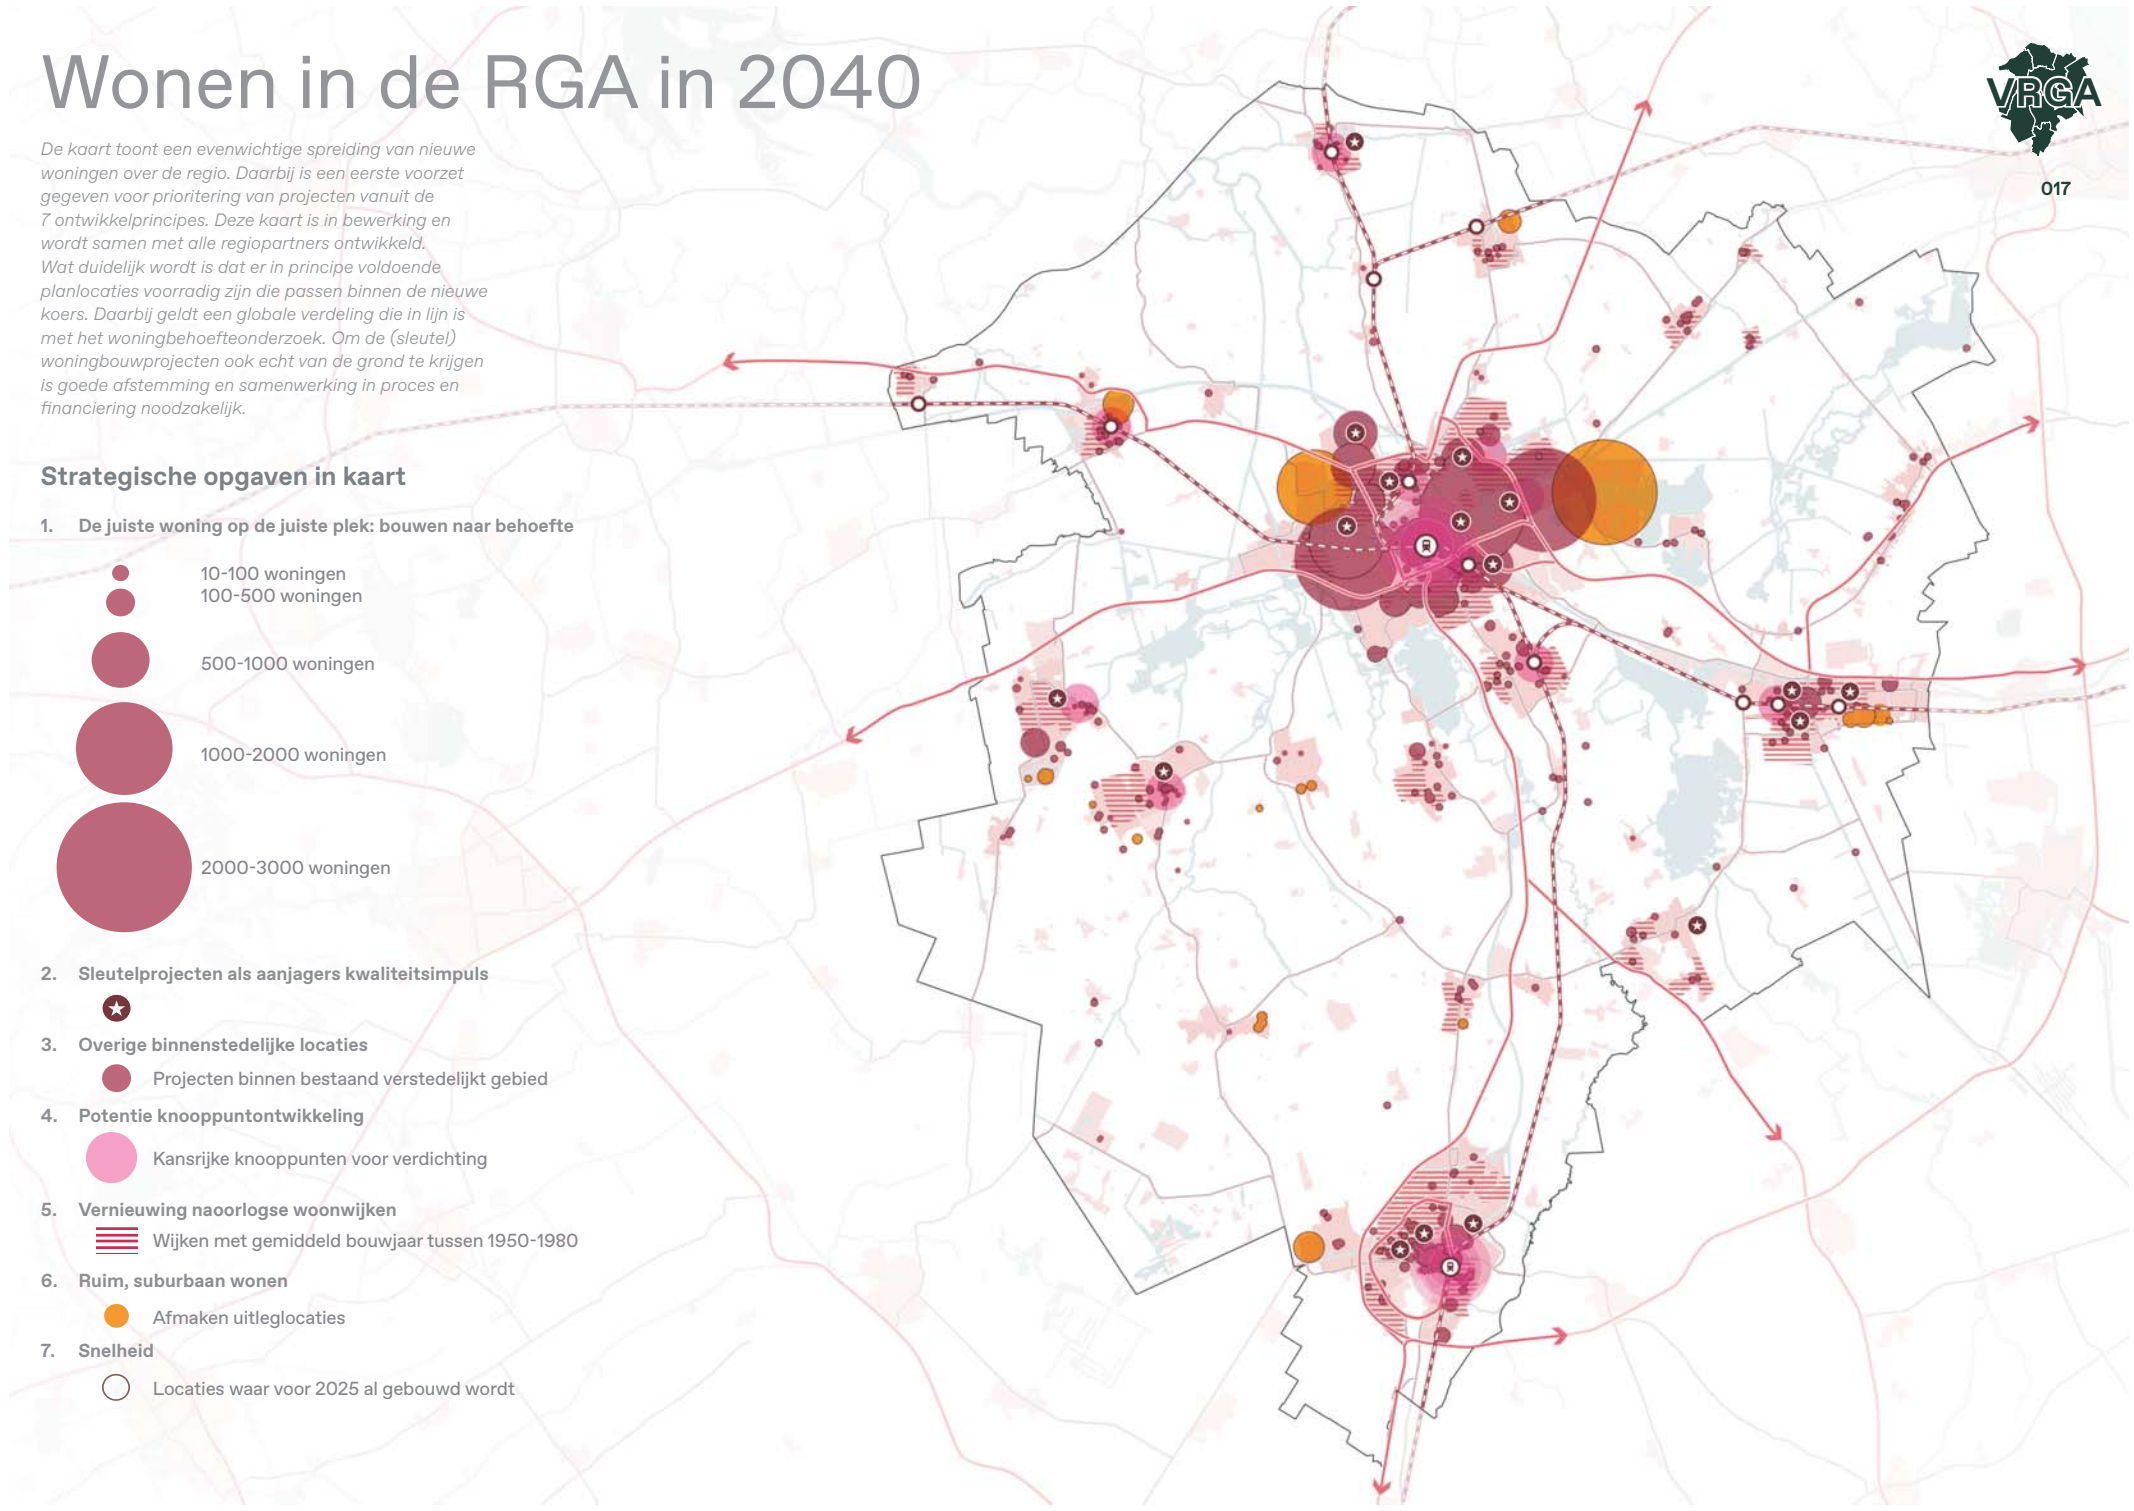 Wonen in de RGA in 2040
VRGA
017
De kaart toont een evenwichtige spreiding van nieuwe
woningen over de regio. Daarbij is een eerste voorzet
gegeven voor prioritering van projecten vanuit de
7 ontwikkelprincipes. Deze kaart is in bewerking en
wordt samen met alle regiopartners ontwikkeld.
Wat duidelijk wordt is dat er in principe voldoende
planlocaties voorradig zijn die passen binnen de nieuwe
koers. Daarbij geldt een globale verdeling die in lijn is
met het woningbehoefteonderzoek. Om de (sleutel)
woningbouwprojecten ook echt van de grond te krijgen
is goede afstemming en samenwerking in proces en
financiering noodzakelijk.
Strategische opgaven in kaart
1. De juiste woning op de juiste plek: bouwen naar behoefte
10-100 woningen
100-500 woningen
500-1000 woningen
1000-2000 woningen
2000-3000 woningen
2. Sleutelprojecten als aanjagers kwaliteitsimpuls
3. Overige binnenstedelijke locaties
Projecten binnen bestaand verstedelijkt gebied
4. Potentie knooppuntontwikkeling
Kansrijke knooppunten voor verdichting
5. Vernieuwing naoorlogse woonwijken
Wijken met gemiddeld bouwjaar tussen 1950-1980
6. Ruim, suburbaan wonen
Afmaken uitleglocaties
7. Snelheid
Locaties waar voor 2025 al gebouwd wordt